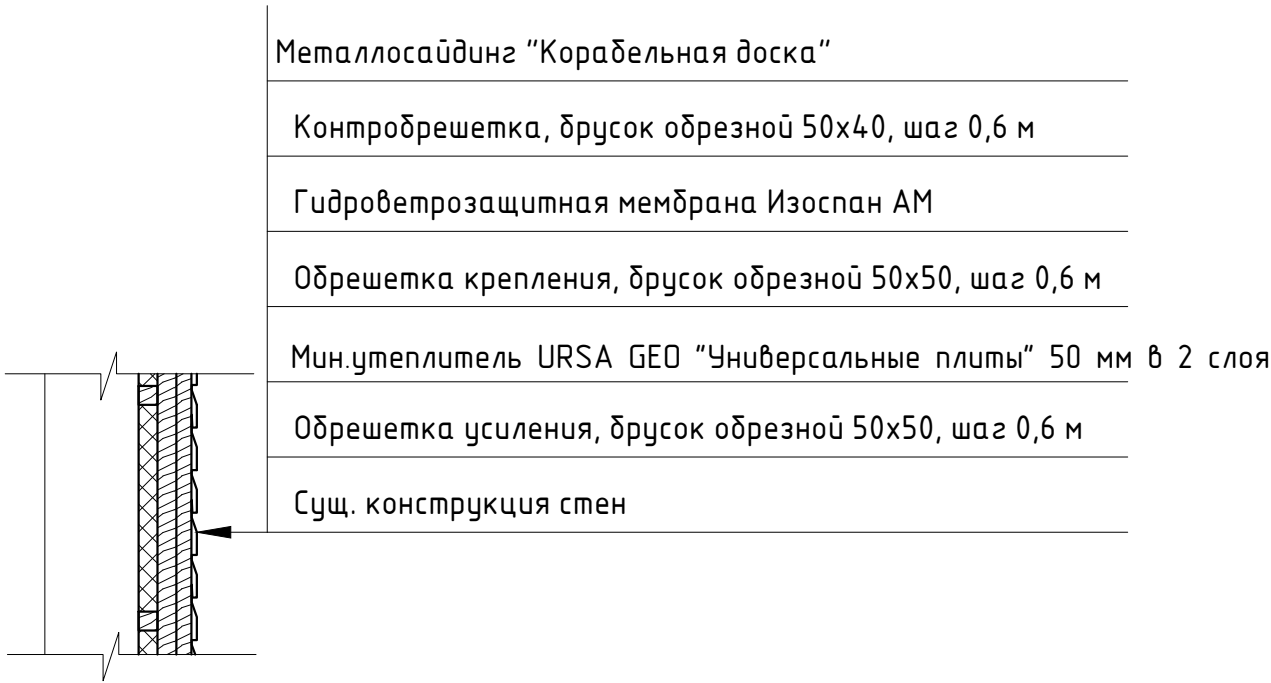 Металлосайдинг "Корабельная доска"
Контробрешетка, брусок обрезной 50х40, шаг 0,6 м
Гидроветрозащитная мембрана Изоспан АМ
Обрешетка крепления, брусок обрезной 50х50, шаг 0,6 м
Мин.утеплитель URSA GEO "Универсальные плиты" 50 мм в 2 слоя
Обрешетка усиления, брусок обрезной 50х50, шаг 0,6 м
Сущ. конструкция стен